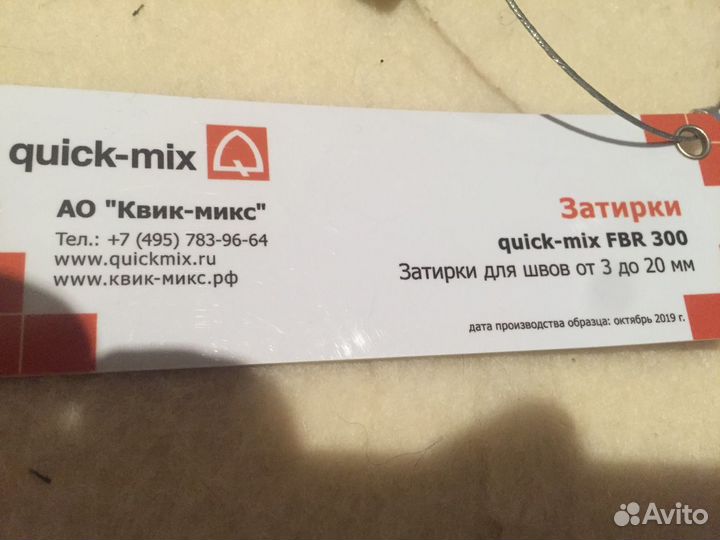 quick-mix
АО "Квик-микс"
Тел.: +7 (495) 783-96-64
www.quickmix.ru
www.квик-микс.рф
Затирки
quick-mix FBR 300
Затирки для швов от 3 до 20 мм
дата производства образца: октябрь 2019 г.
Avito